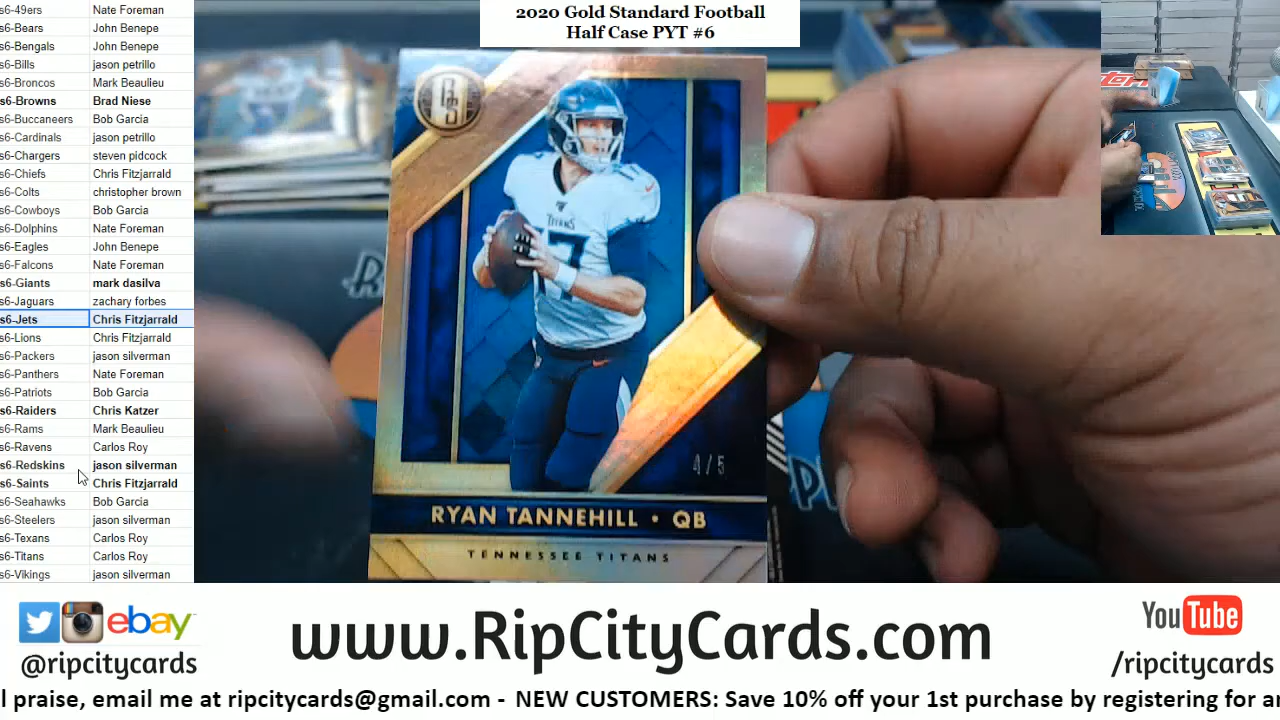 2020 Gold Standard Football
Half Case PYT #6
s6-49ers Nate Foreman
s6-Bears John Benepe
s6-Bengals John Benepe
s6-Bills jason petrillo
s6-Broncos Mark Beaulieu
s6-Browns Brad Niese
s6-Buccaneers Bob Garcia
s6-Cardinals jason petrillo
s6-Chargers steven pidcock
s6-Chiefs Chris Fitzjarrald
s6-Colts christopher brown
s6-Cowboys Bob Garcia
s6-Dolphins Nate Foreman
s6-Eagles John Benepe
s6-Falcons Nate Foreman
s6-Giants mark dasilva
s6-Jaguars zachary forbes
s6-Jets Chris Fitzjarrald
s6-Lions Chris Fitzjarrald
s6-Packers jason silverman
s6-Panthers Nate Foreman
s6-Patriots Bob Garcia
s6-Raiders Chris Katzer
s6-Rams Mark Beaulieu
s6-Ravens Carlos Roy
s6-Redskins jason silverman
s6-Saints Chris Fitzjarrald
s6-Seahawks Bob Garcia
s6-Steelers jason silverman
s6-Texans Carlos Roy
s6-Titans Carlos Roy
s6-Vikings jason silverman
TITANS
17
17
4/5
RYAN TANNEHILL • QB
TENNESSEE TITANS
ebay
@ripcitycards
www.RipCityCards.com
YouTube
/ripcitycards
l praise, email me at ripcitycards@gmail.com - NEW CUSTOMERS: Save 10% off your 1st purchase by registering for a